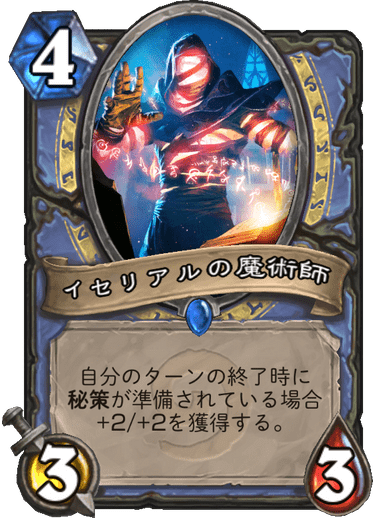 4
イセリアルの魔術師
自分のターンの終了時に
秘策が準備されている場合
+2/+2を獲得する。
3
3